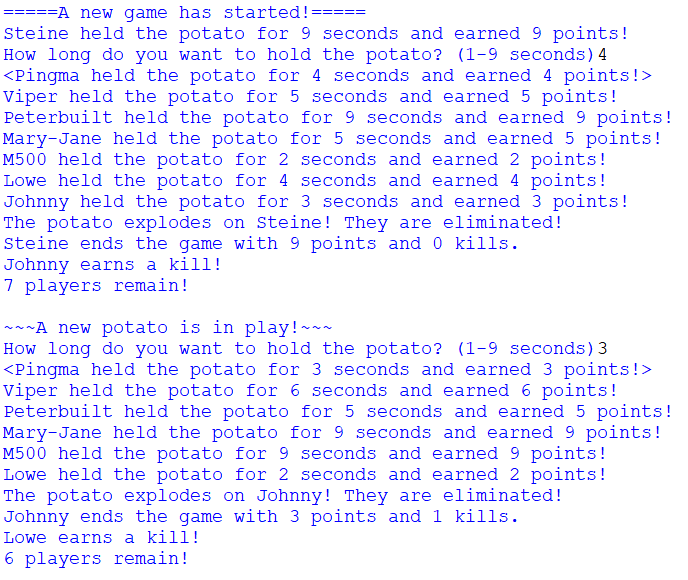 =====A new game has started!=====
Steine held the potato for 9 seconds and earned 9 points!
How long do you want to hold the potato? (1-9 seconds)4
<Pingma held the potato for 4 seconds and earned 4 points!>
Viper held the potato for 5 seconds and earned 5 points!
Peterbuilt held the potato for 9 seconds and earned 9 points!
Mary-Jane held the potato for 5 seconds and earned 5 points!
M500 held the potato for 2 seconds and earned 2 points!
Lowe held the potato for 4 seconds and earned 4 points!
Johnny held the potato for 3 seconds and earned 3 points!
The potato explodes on Steine! They are eliminated!
Steine ends the game with 9 points and 0 kills.
Johnny earns a kill!
7 players remain!

~~~A new potato is in play!~~~
How long do you want to hold the potato? (1-9 seconds)3
<Pingma held the potato for 3 seconds and earned 3 points!>
Viper held the potato for 6 seconds and earned 6 points!
Peterbuilt held the potato for 5 seconds and earned 5 points!
Mary-Jane held the potato for 9 seconds and earned 9 points!
M500 held the potato for 9 seconds and earned 9 points!
Lowe held the potato for 2 seconds and earned 2 points!
The potato explodes on Johnny! They are eliminated!
Johnny ends the game with 3 points and 1 kills.
Lowe earns a kill!
6 players remain!